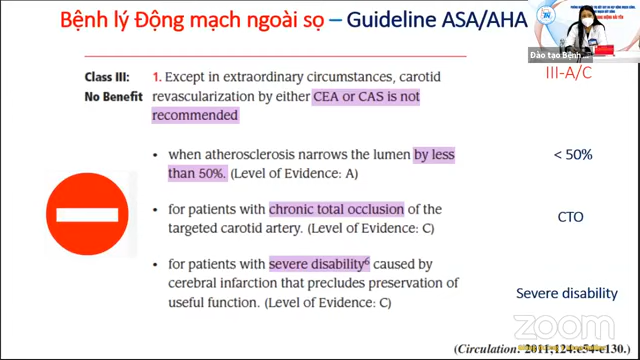 Bệnh lý Động mạch ngoài sọ – Guideline ASA/AHA
Đào tạo Bệnh
III-A/C
Class III:
No Benefit
1. Except in extraordinary circumstances, carotid
revascularization by either CEA or CAS is not
recommended
• when atherosclerosis narrows the lumen by less
than 50%. (Level of Evidence: A)
< 50%
• for patients with chronic total occlusion of the
targeted carotid artery. (Level of Evidence: C)
CTO
• for patients with severe disability⁶ caused by
cerebral infarction that precludes preservation of
useful function. (Level of Evidence: C)
Severe disability
zoom
(Circulation. 2011;124:e54-e130.)